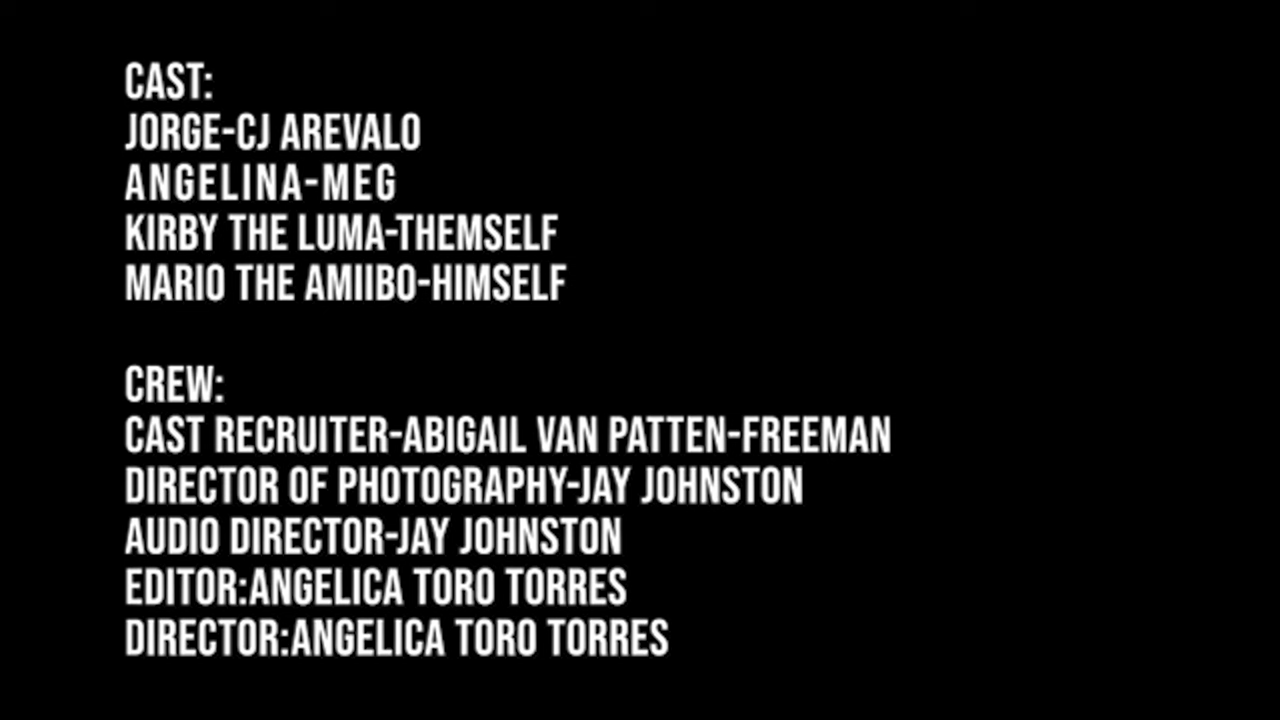 CAST:
JORGE-CJ AREVALO
ANGELINA-MEG
KIRBY THE LUMA-THEMSELF
MARIO THE AMIIBO-HIMSELF
CREW:
CAST RECRUITER-ABIGAIL VAN PATTEN-FREEMAN
DIRECTOR OF PHOTOGRAPHY-JAY JOHNSTON
AUDIO DIRECTOR-JAY JOHNSTON
EDITOR:ANGELICA TORO TORRES
DIRECTOR:ANGELICA TORO TORRES